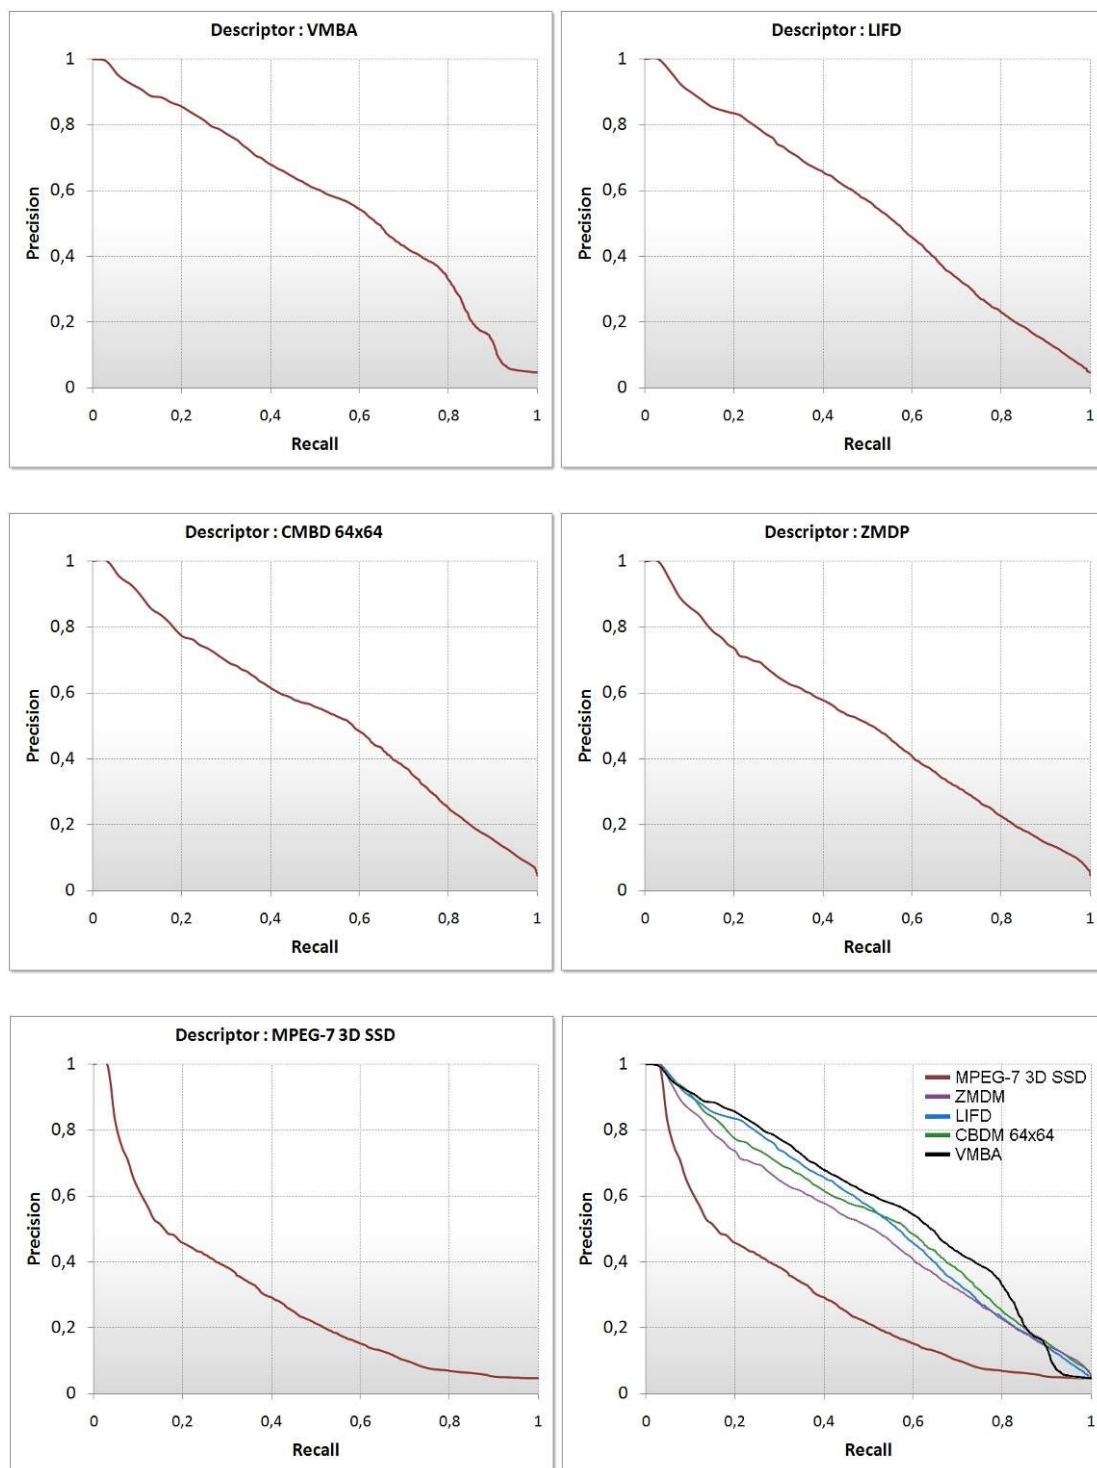 Descriptor : VMBA
1
0,8
0,6
0,4
0,2
0
Precision
0 0,2 0,4 0,6 0,8 1
Recall
Descriptor : LIFD
1
0,8
0,6
0,4
0,2
0
Precision
0 0,2 0,4 0,6 0,8 1
Recall
Descriptor : CMBD 64x64
1
0,8
0,6
0,4
0,2
0
Precision
0 0,2 0,4 0,6 0,8 1
Recall
Descriptor : ZMDP
1
0,8
0,6
0,4
0,2
0
Precision
0 0,2 0,4 0,6 0,8 1
Recall
Descriptor : MPEG-7 3D SSD
1
0,8
0,6
0,4
0,2
0
Precision
0 0,2 0,4 0,6 0,8 1
Recall
1
0,8
0,6
0,4
0,2
0
Precision
MPEG-7 3D SSD
ZMDM
LIFD
CBDM 64x64
VMBA
0 0,2 0,4 0,6 0,8 1
Recall